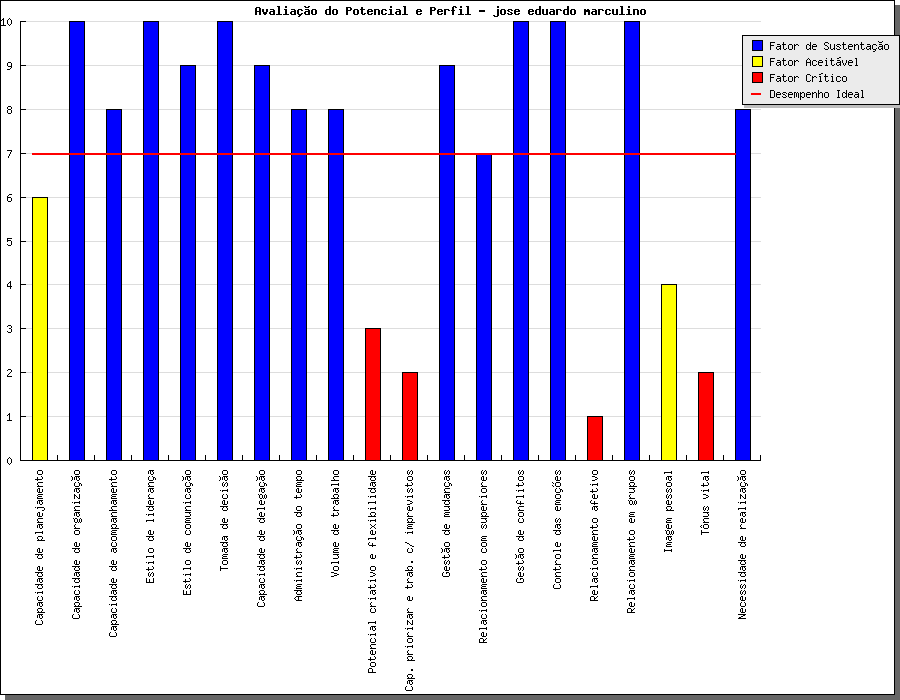 Avaliação do Potencial e Perfil - jose eduardo marculino
Fator de Sustentação
Fator Aceitável
Fator Crítico
Desempenho Ideal
10
9
8
7
6
5
4
3
2
1
0
Capacidade de planejamento
Capacidade de organização
Capacidade de acompanhamento
Estilo de liderança
Estilo de comunicação
Tomada de decisão
Capacidade de delegação
Administração do tempo
Volume de trabalho
Potencial criativo e flexibilidade
Cap. priorizar e trab. c/ imprevistos
Gestão de mudanças
Relacionamento com superiores
Gestão de conflitos
Controle das emoções
Relacionamento afetivo
Relacionamento em grupos
Imagem pessoal
Tônus vital
Necessidade de realização